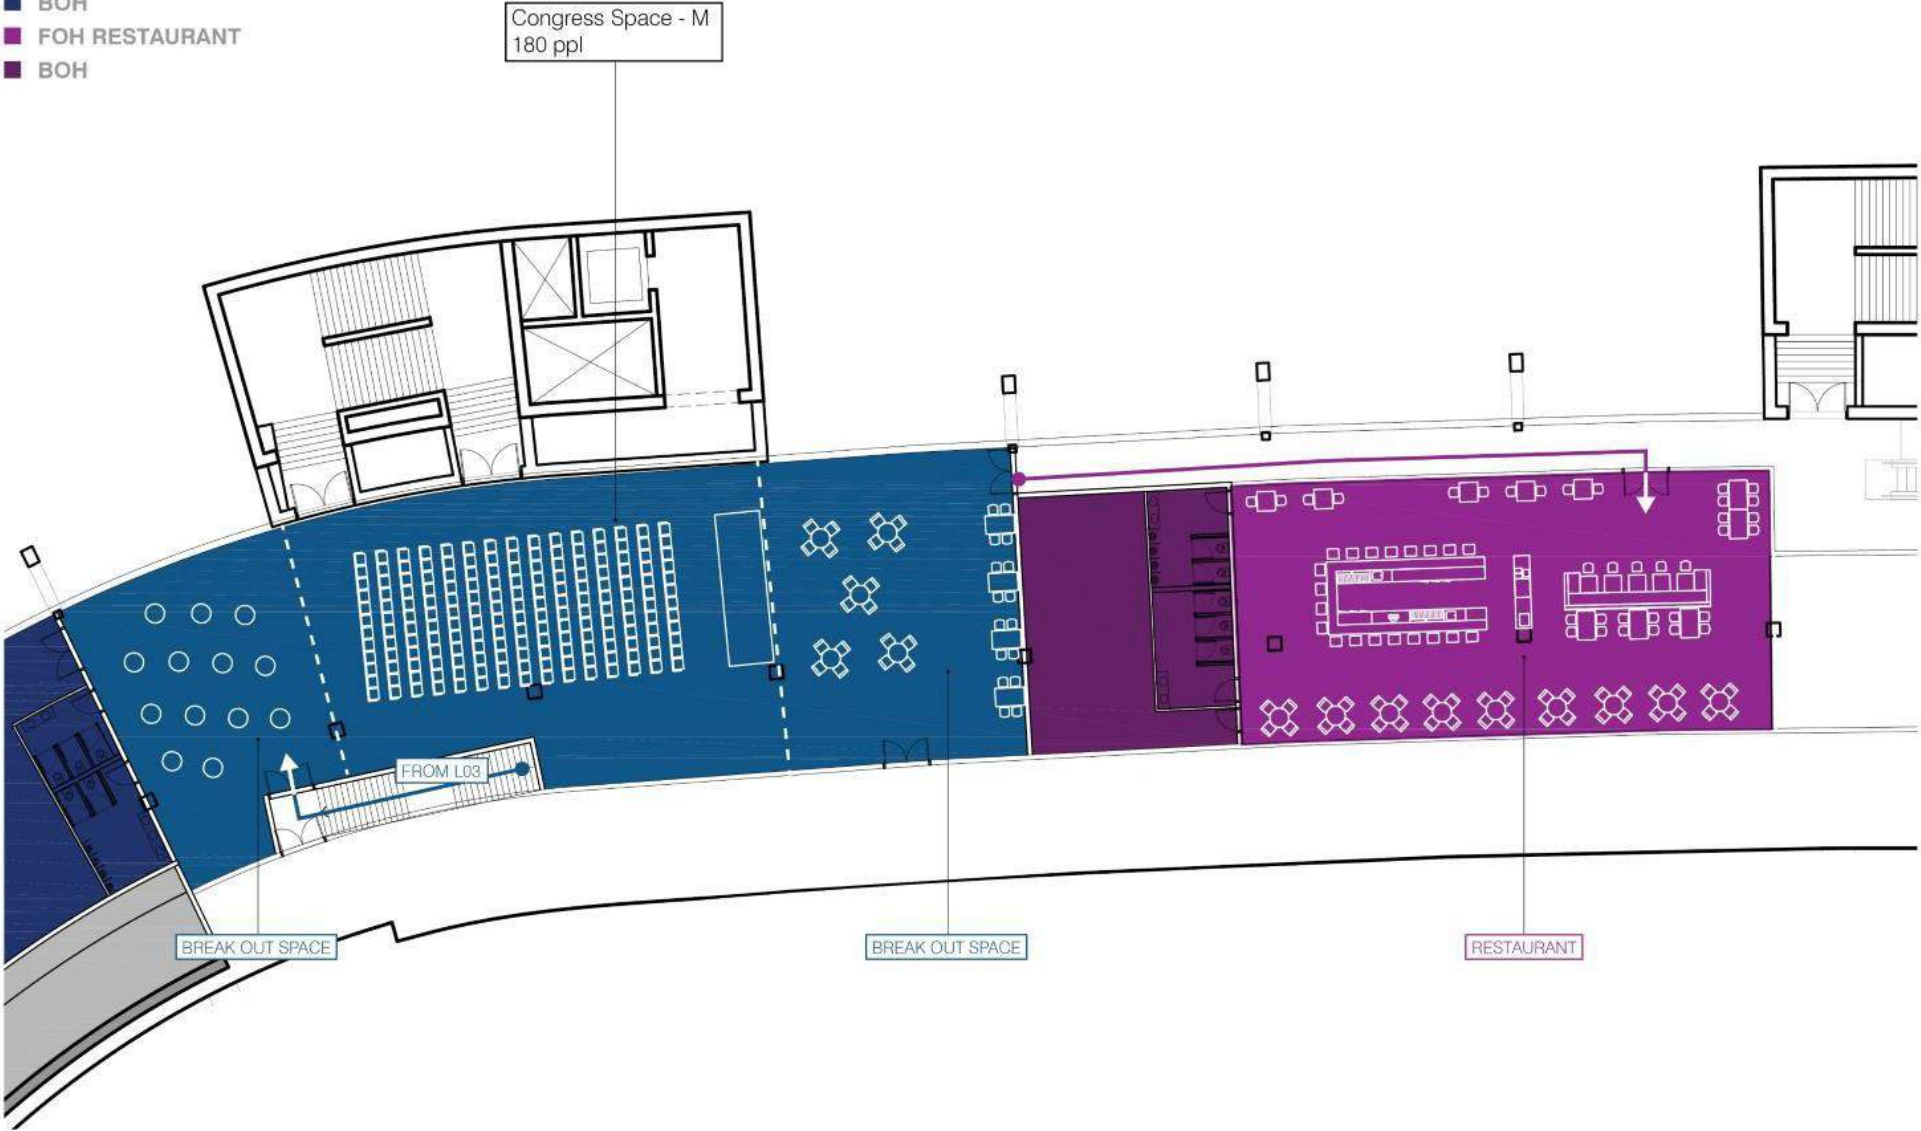 BOH
FOH RESTAURANT
BOH
Congress Space - M
180 ppl
FROM L03
BREAK OUT SPACE
BREAK OUT SPACE
RESTAURANT